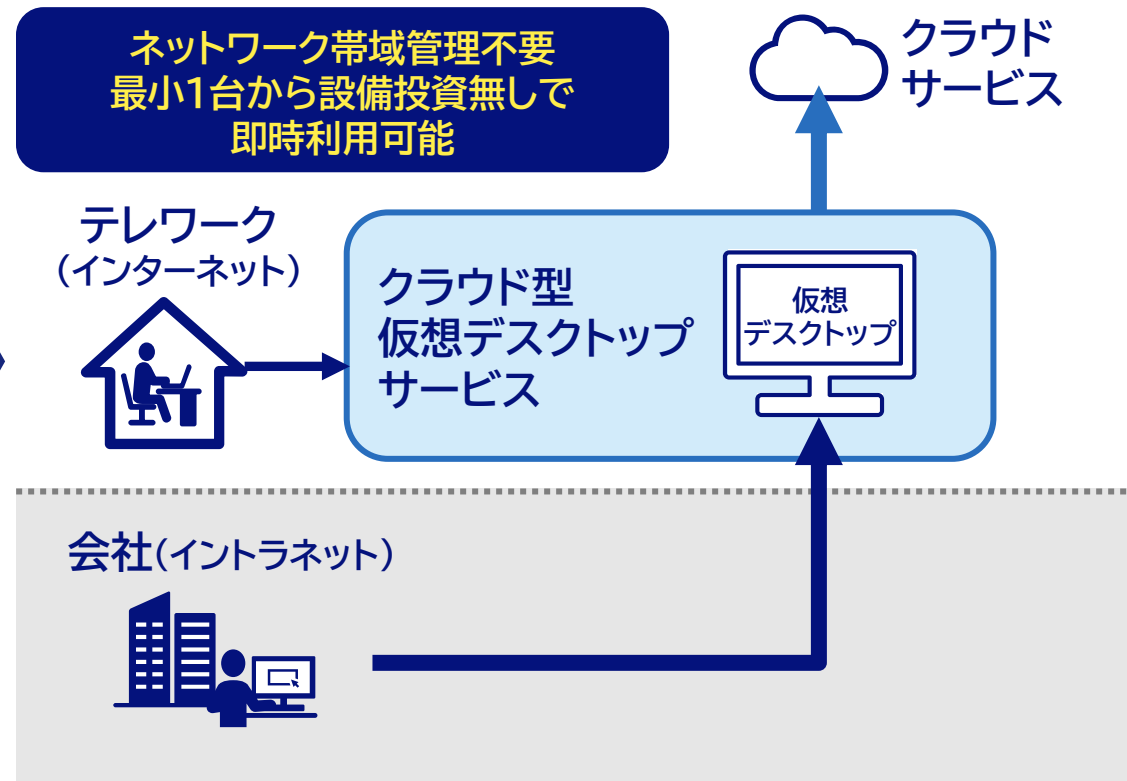 ネットワーク帯域管理不要
最小1台から設備投資無しで
即時利用可能
クラウド
サービス
テレワーク
(インターネット)
クラウド型
仮想デスクトップ
サービス
仮想
デスクトップ
会社(イントラネット)